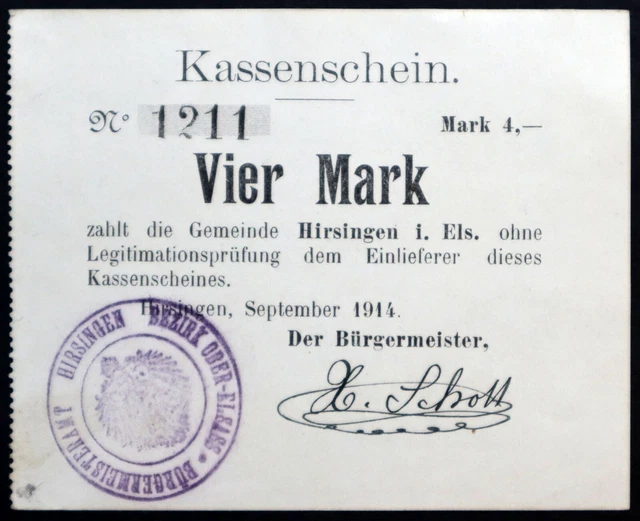 Kassenschein.
Nº 1211 Mark 4,—
Vier Mark
zahlt die Gemeinde Hirsingen i. Els. ohne
Legitimationsprüfung dem Einlieferer dieses
Kassenscheines.
Hirsingen, September 1914.
Der Bürgermeister,
X. Schott
BÜRGERMEISTERAMT HIRSINGEN BEZIRK OBER-ELSASS *